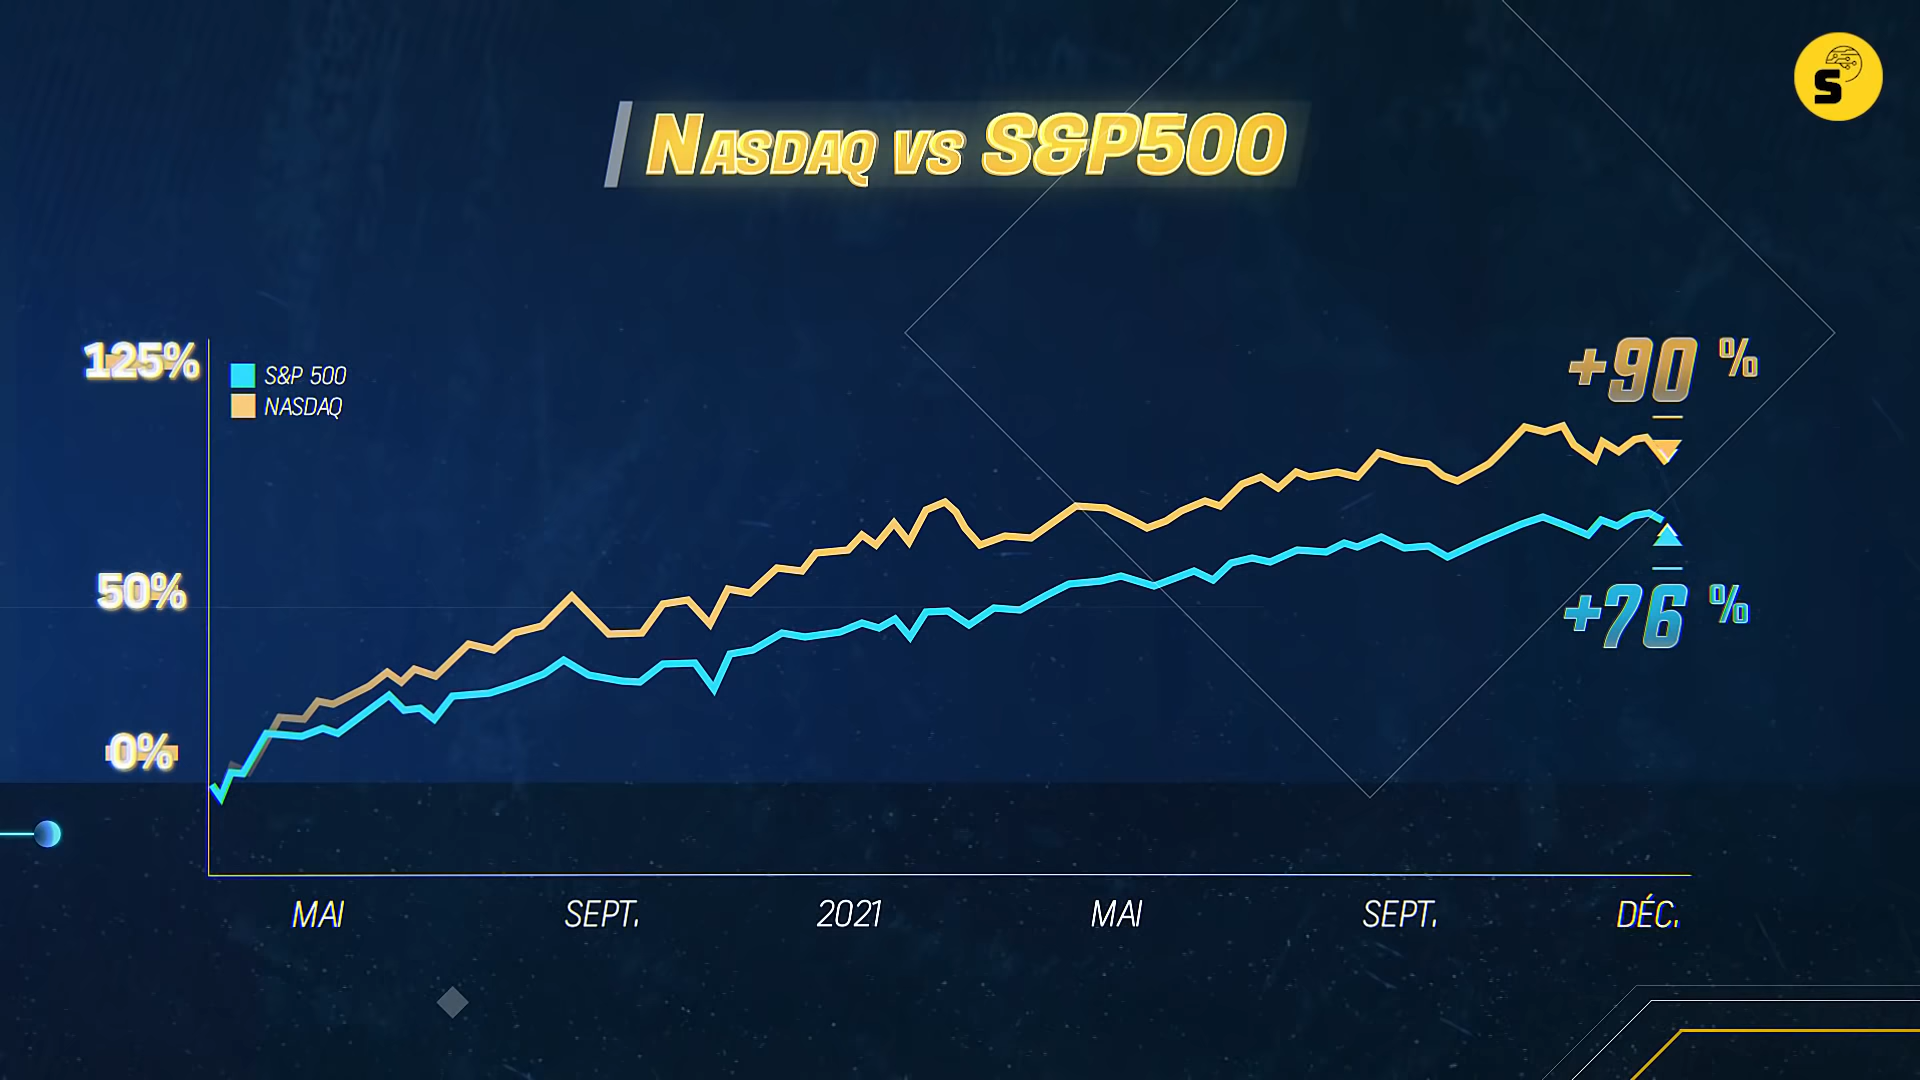 S
NASDAQ VS S&P500
125%
50%
0%
S&P 500
NASDAQ
+90 %
+76 %
MAI SEPT. 2021 MAI SEPT. DÉC.